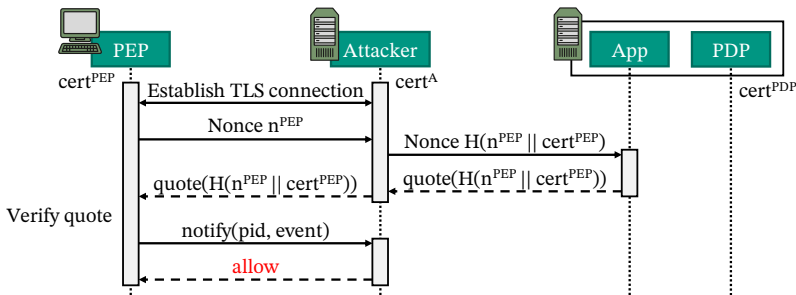 PEP
Attacker
App
PDP
cert^PEP
cert^A
cert^PDP
Establish TLS connection
Nonce n^PEP
Nonce H(n^PEP || cert^PEP)
quote(H(n^PEP || cert^PEP))
quote(H(n^PEP || cert^PEP))
Verify quote
notify(pid, event)
allow